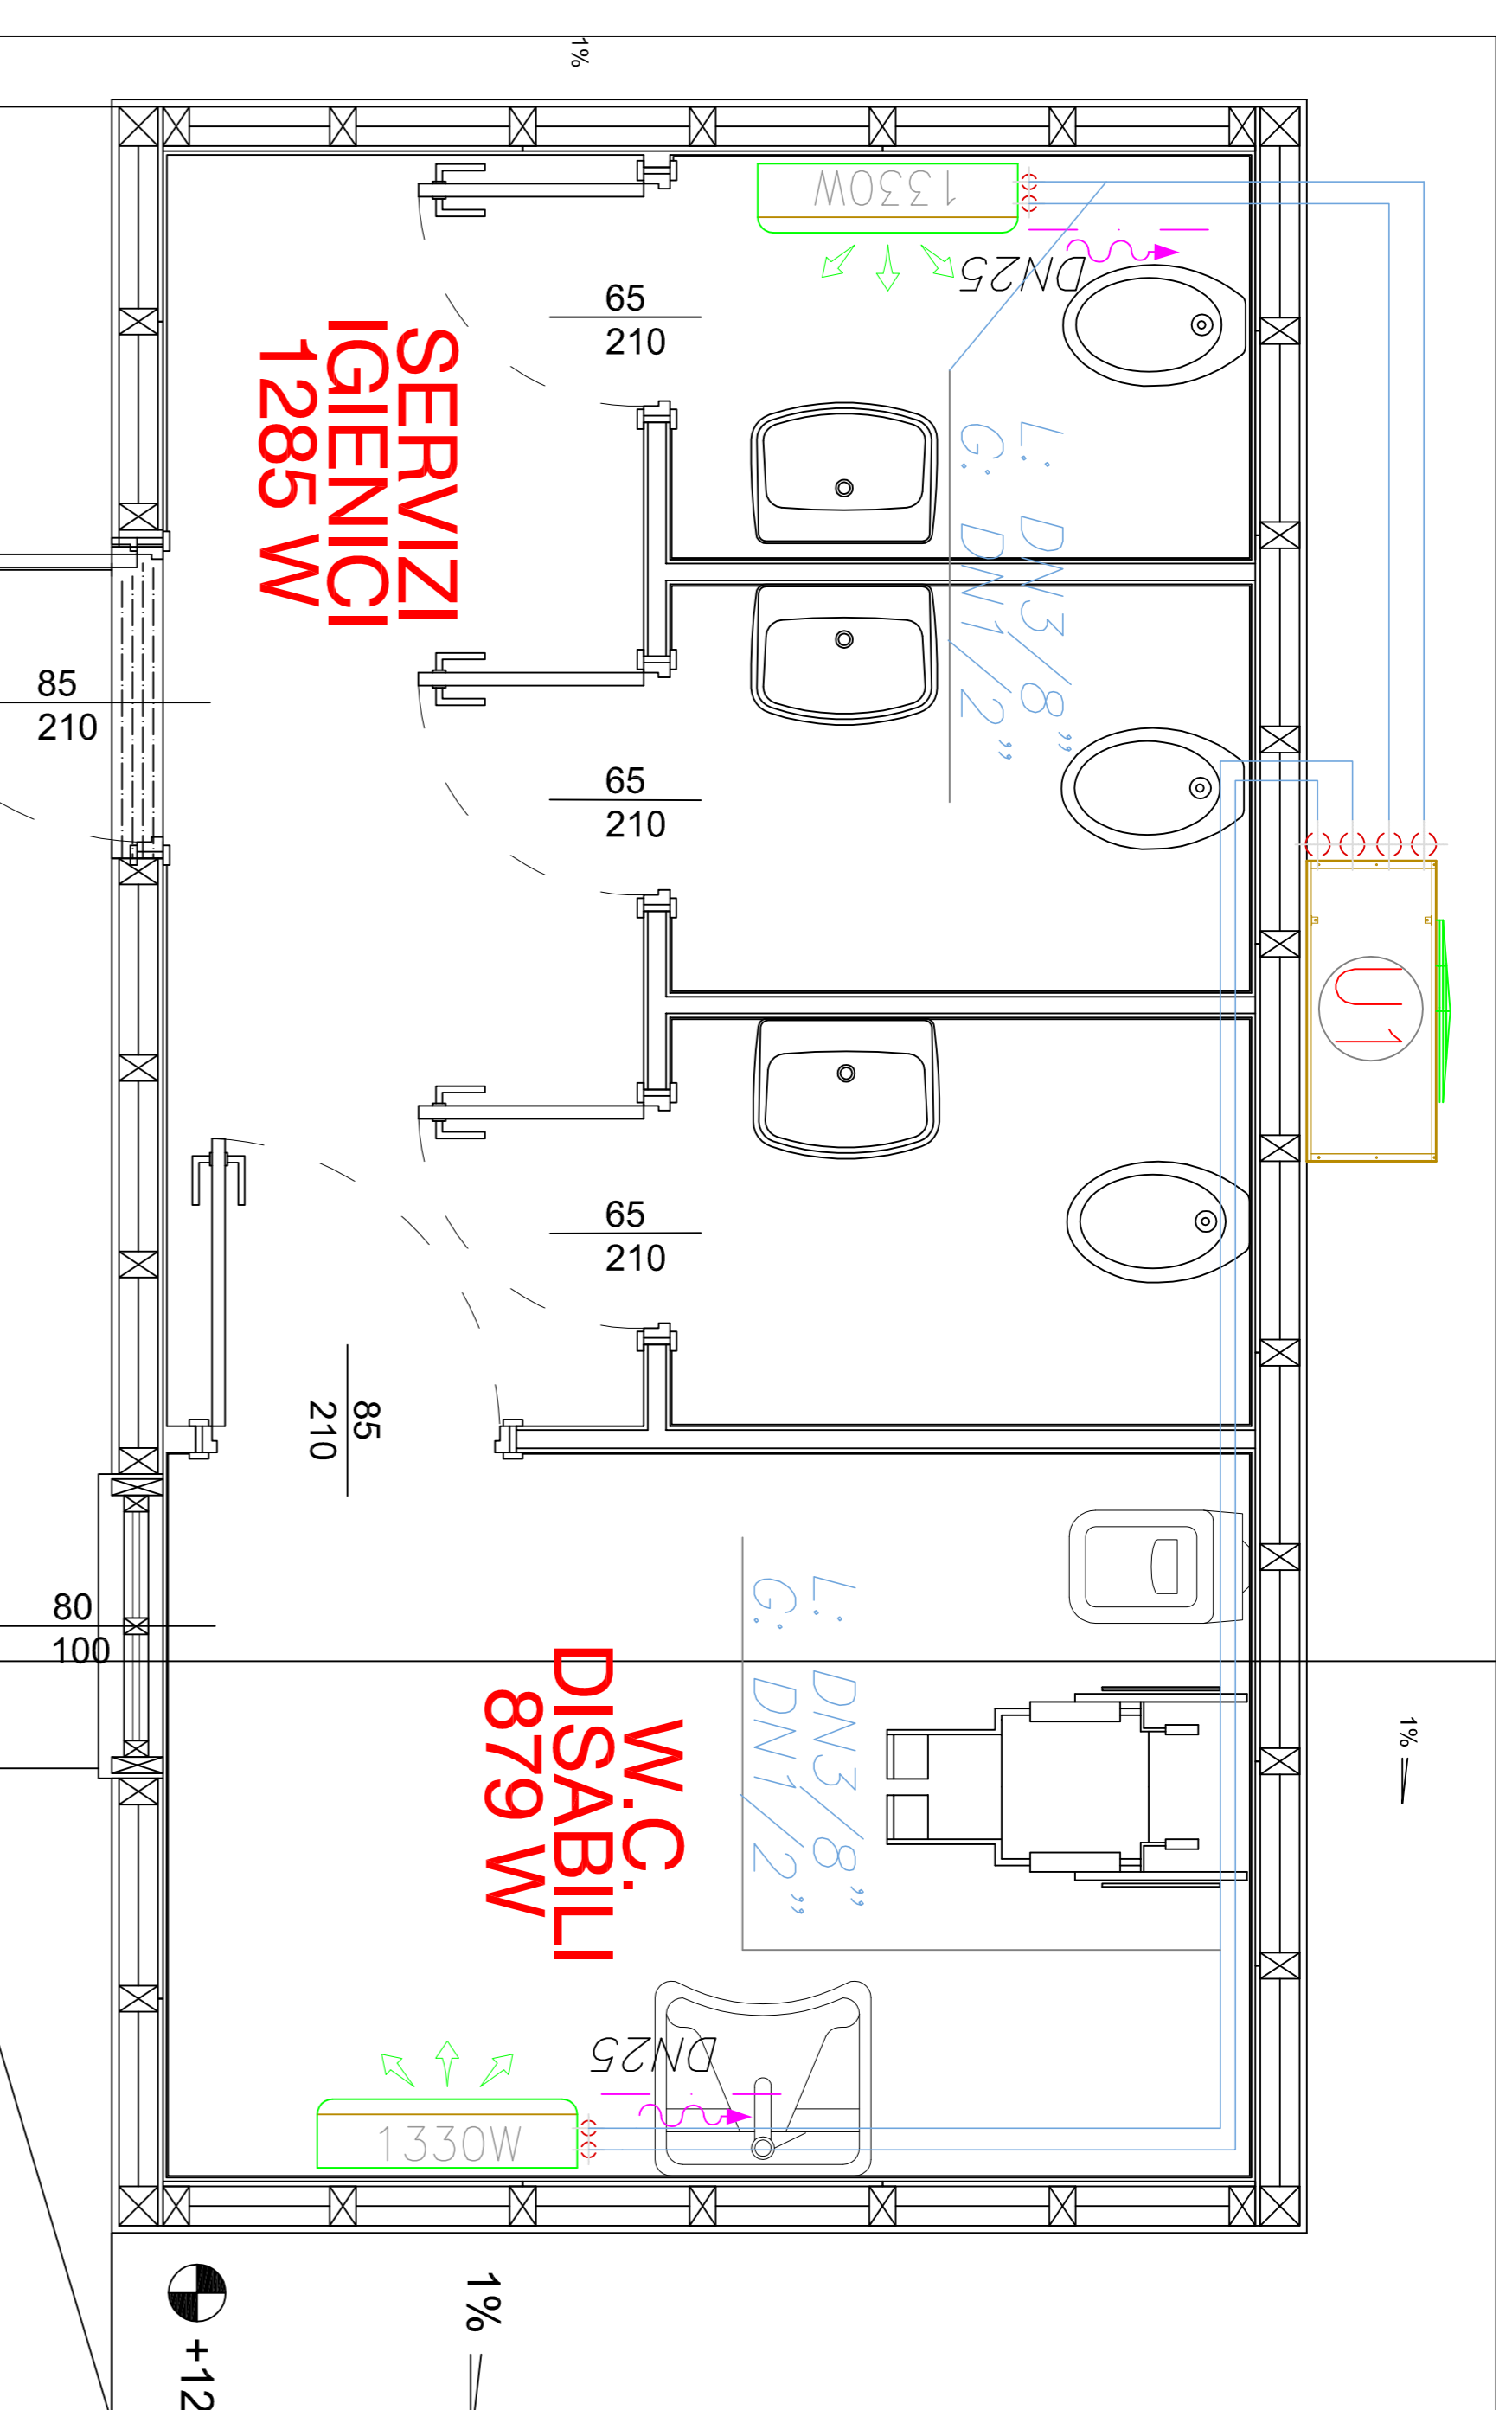 1%
1330W
DN25
65
210
SERVIZI
IGIENICI
1285 W
L: DN3/8”
G: DN1/2”
85
210
65
210
U1
65
210
85
210
80
100
1%
L: DN3/8”
G: DN1/2”
W.C.
DISABILI
879 W
DN25
1330W
1%
+12